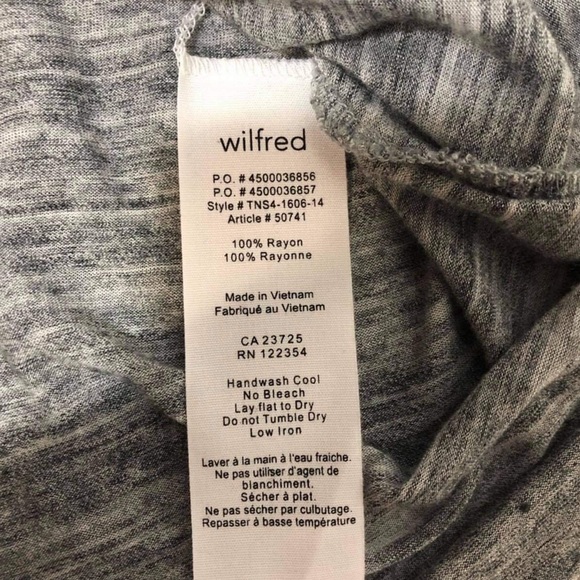 wilfred
P.O. # 4500036856
P.O. # 4500036857
Style # TNS4-1606-14
Article # 50741
100% Rayon
100% Rayonne
Made in Vietnam
Fabriqué au Vietnam
CA 23725
RN 122354
Handwash Cool
No Bleach
Lay flat to Dry
Do not Tumble Dry
Low Iron
Laver à la main à l'eau fraiche.
Ne pas utiliser d'agent de
blanchiment.
Sécher à plat.
Ne pas sécher par culbutage.
Repasser à basse température